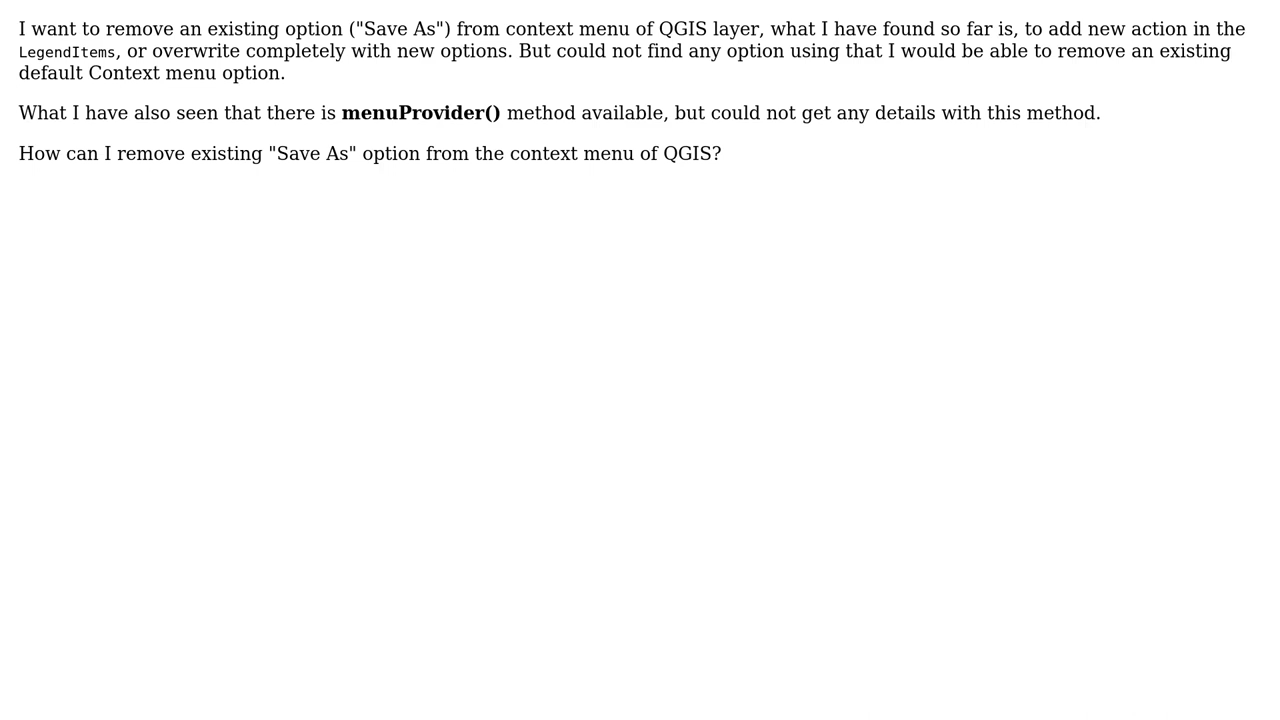 I want to remove an existing option ("Save As") from context menu of QGIS layer, what I have found so far is, to add new action in the
LegendItems, or overwrite completely with new options. But could not find any option using that I would be able to remove an existing
default Context menu option.
What I have also seen that there is menuProvider() method available, but could not get any details with this method.
How can I remove existing "Save As" option from the context menu of QGIS?